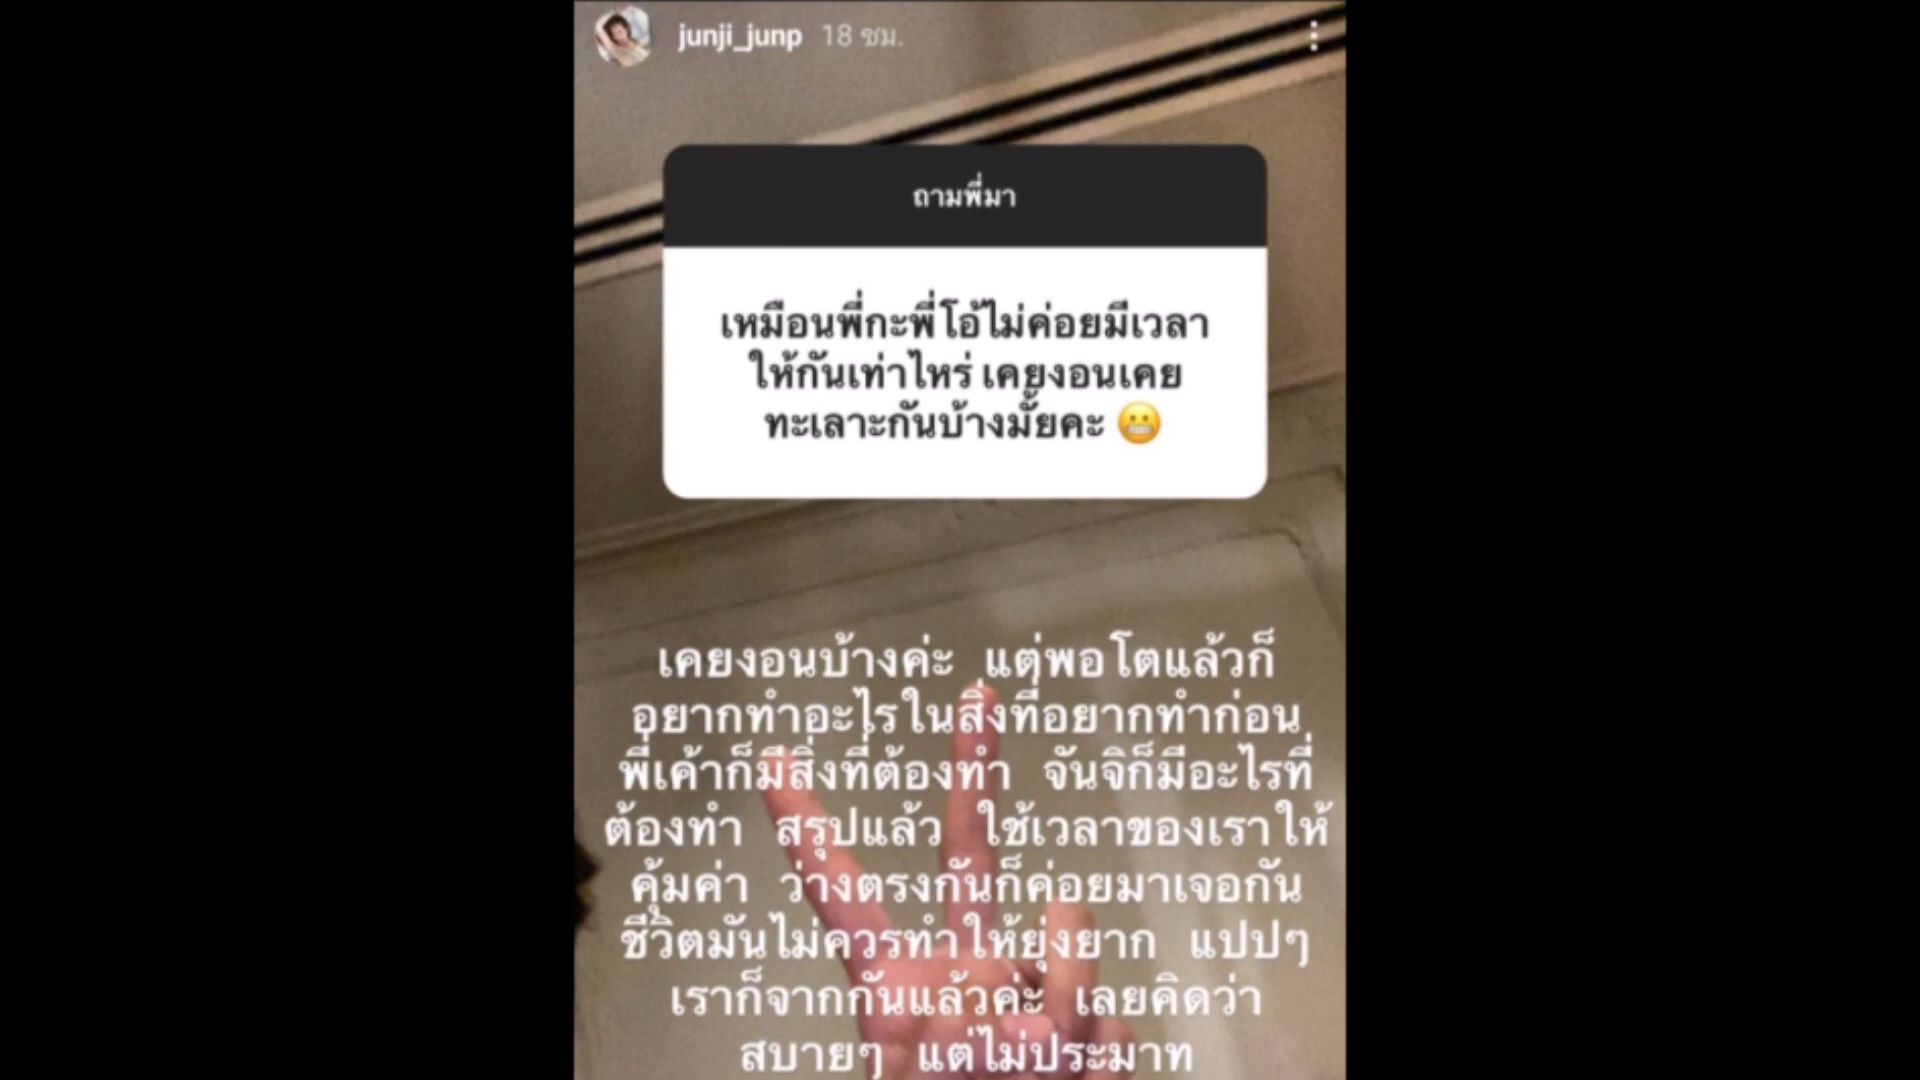 junji_junp 18 ชม.
ถามพี่มา
เหมือนพี่กะพี่โอ้ไม่ค่อยมีเวลา
ให้กันเท่าไหร่ เคยงอนเคย
ทะเลาะกันบ้างมั้ยคะ 😬
เคยงอนบ้างค่ะ แต่พอโตแล้วก็
อยากทำอะไรในสิ่งที่อยากทำก่อน
พี่เค้าก็มีสิ่งที่ต้องทำ จันจิก็มีอะไรที่
ต้องทำ สรุปแล้ว ใช้เวลาของเราให้
คุ้มค่า ว่างตรงกันก็ค่อยมาเจอกัน
ชีวิตมันไม่ควรทำให้ยุ่งยาก แปปๆ
เราก็จากกันแล้วค่ะ เลยคิดว่า
สบายๆ แต่ไม่ประมาท